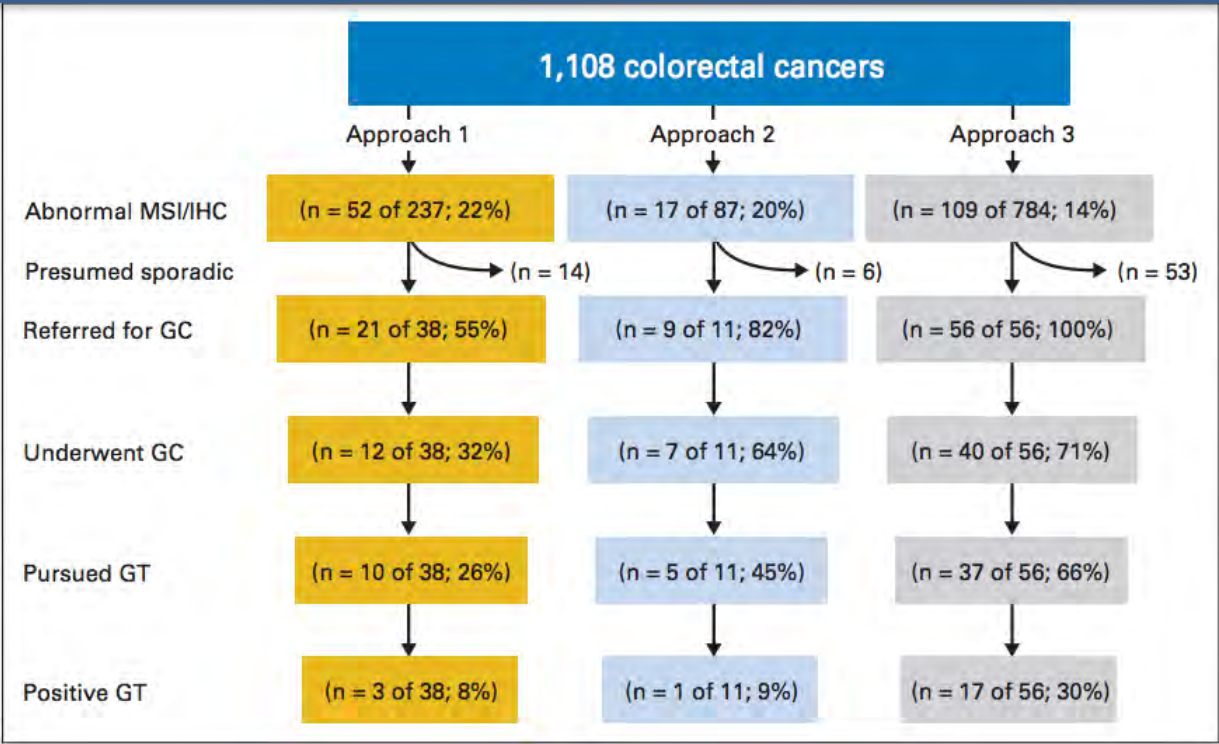 1,108 colorectal cancers
Approach 1 Approach 2 Approach 3
Abnormal MSI/IHC (n = 52 of 237; 22%) (n = 17 of 87; 20%) (n = 109 of 784; 14%)
Presumed sporadic (n = 14) (n = 6) (n = 53)
Referred for GC (n = 21 of 38; 55%) (n = 9 of 11; 82%) (n = 56 of 56; 100%)
Underwent GC (n = 12 of 38; 32%) (n = 7 of 11; 64%) (n = 40 of 56; 71%)
Pursued GT (n = 10 of 38; 26%) (n = 5 of 11; 45%) (n = 37 of 56; 66%)
Positive GT (n = 3 of 38; 8%) (n = 1 of 11; 9%) (n = 17 of 56; 30%)